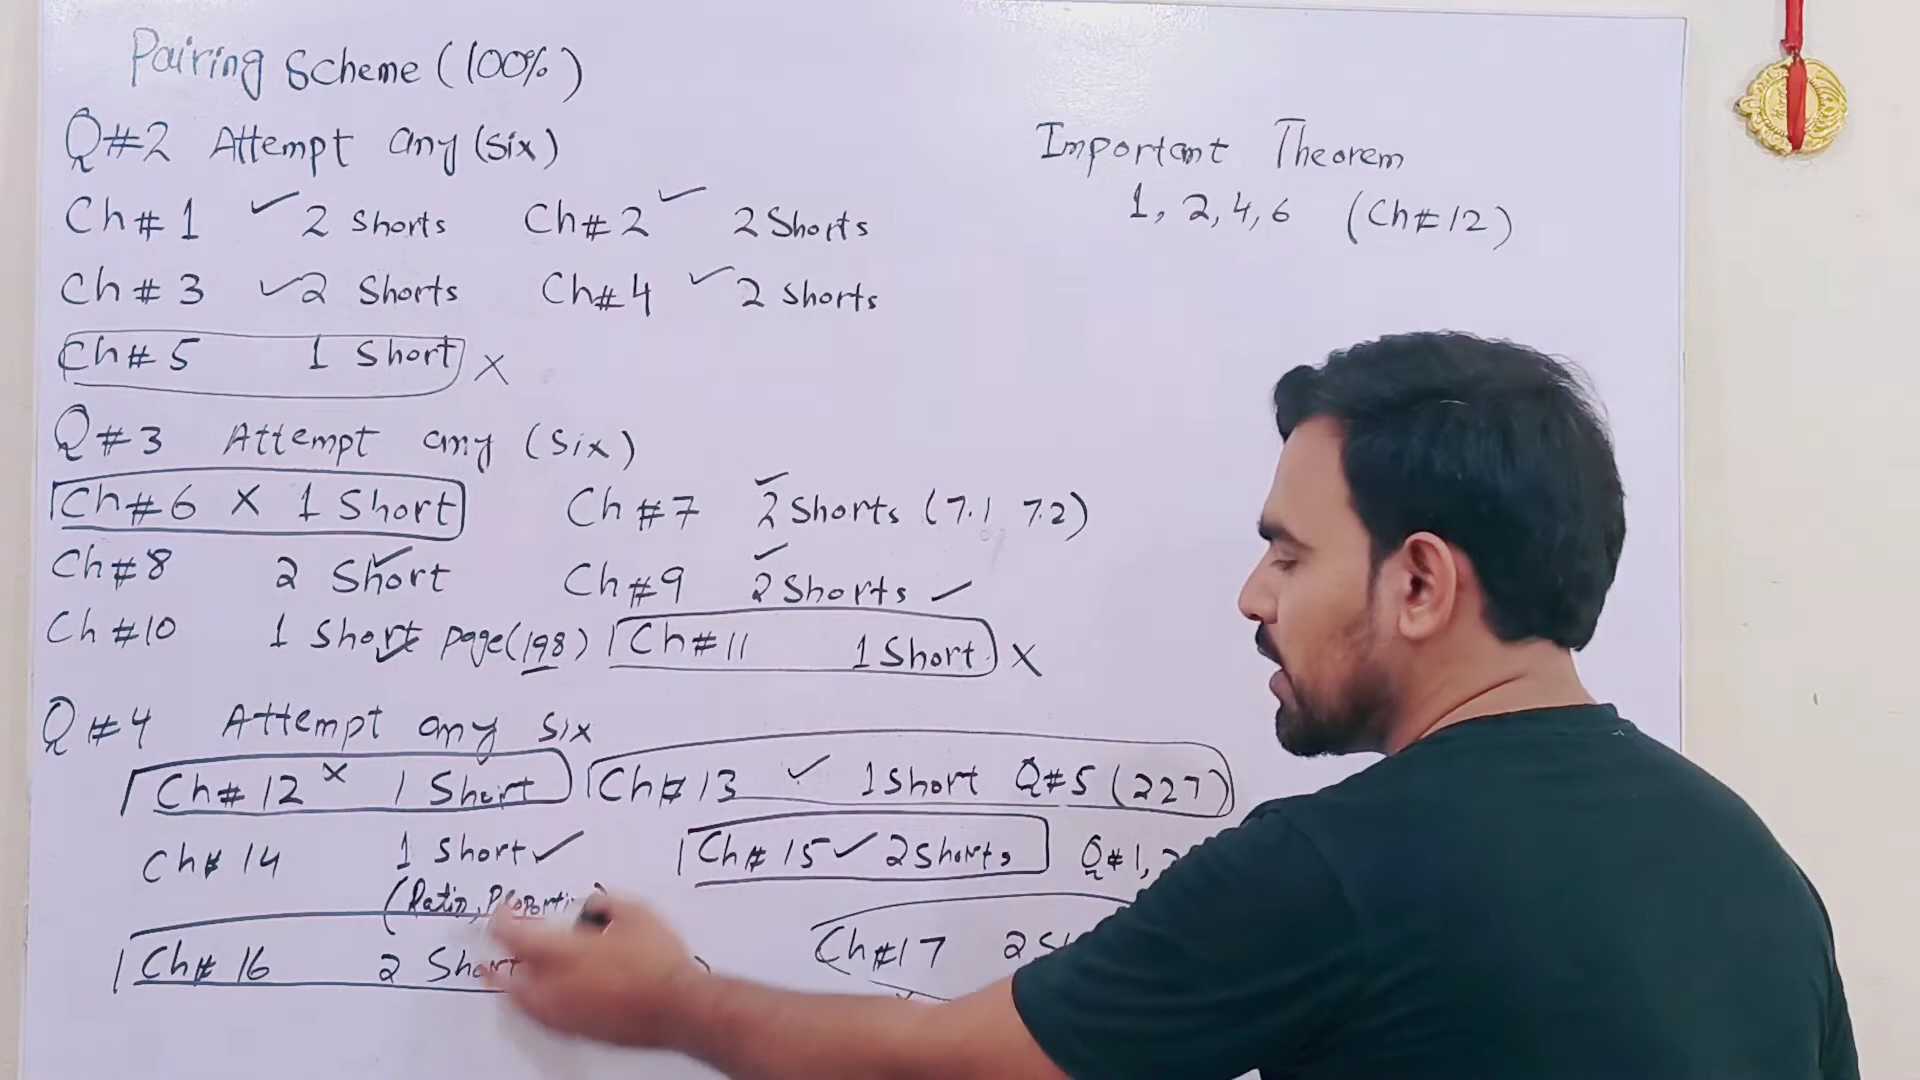 Pairing Scheme (100%)
Q#2 Attempt any (six)
Ch#1 ✓ 2 Shorts Ch#2 ✓ 2 Shorts
Ch#3 ✓ 2 Shorts Ch#4 ✓ 2 Shorts
Ch#5 1 Short X
Q#3 Attempt any (six)
Ch#6 X 1 Short Ch#7 2 Shorts (7.1 7.2)
Ch#8 2 Short Ch#9 2 Shorts ✓
Ch#10 1 Short page(198) Ch#11 1 Short X
Q#4 Attempt any six
Ch#12 X 1 Short Ch#13 ✓ 1 Short Q#5 (227)
Ch#14 1 Short ✓ Ch#15 ✓ 2 Shorts Q#1, 2
(Ratio,
Ch#16 2 Short Ch#17 2
Important Theorem
1, 2, 4, 6 (Ch#12)